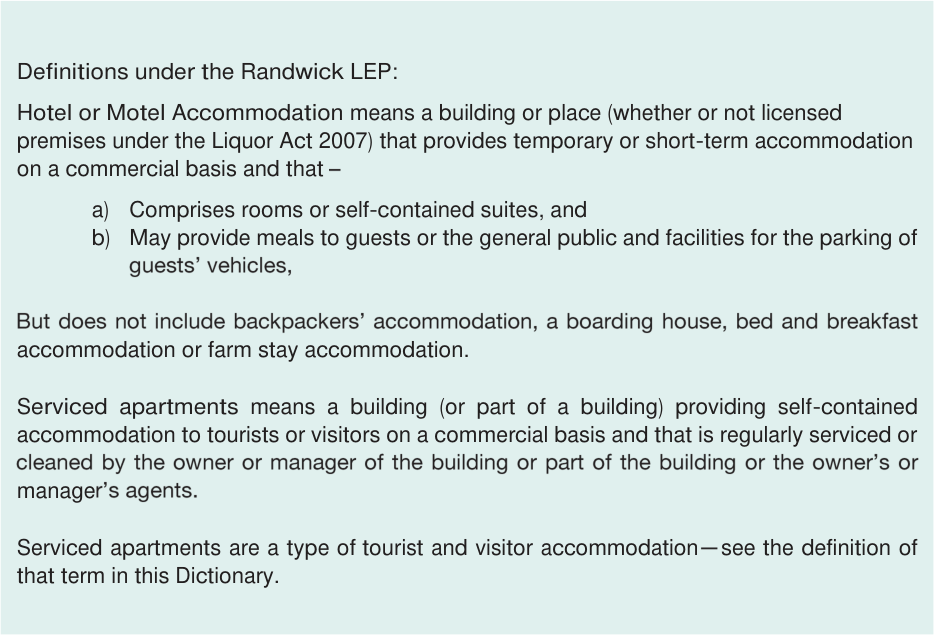 Definitions under the Randwick LEP:
Hotel or Motel Accommodation means a building or place (whether or not licensed
premises under the Liquor Act 2007) that provides temporary or short-term accommodation
on a commercial basis and that –
a) Comprises rooms or self-contained suites, and
b) May provide meals to guests or the general public and facilities for the parking of
guests’ vehicles,
But does not include backpackers’ accommodation, a boarding house, bed and breakfast
accommodation or farm stay accommodation.
Serviced apartments means a building (or part of a building) providing self-contained
accommodation to tourists or visitors on a commercial basis and that is regularly serviced or
cleaned by the owner or manager of the building or part of the building or the owner’s or
manager’s agents.
Serviced apartments are a type of tourist and visitor accommodation—see the definition of
that term in this Dictionary.